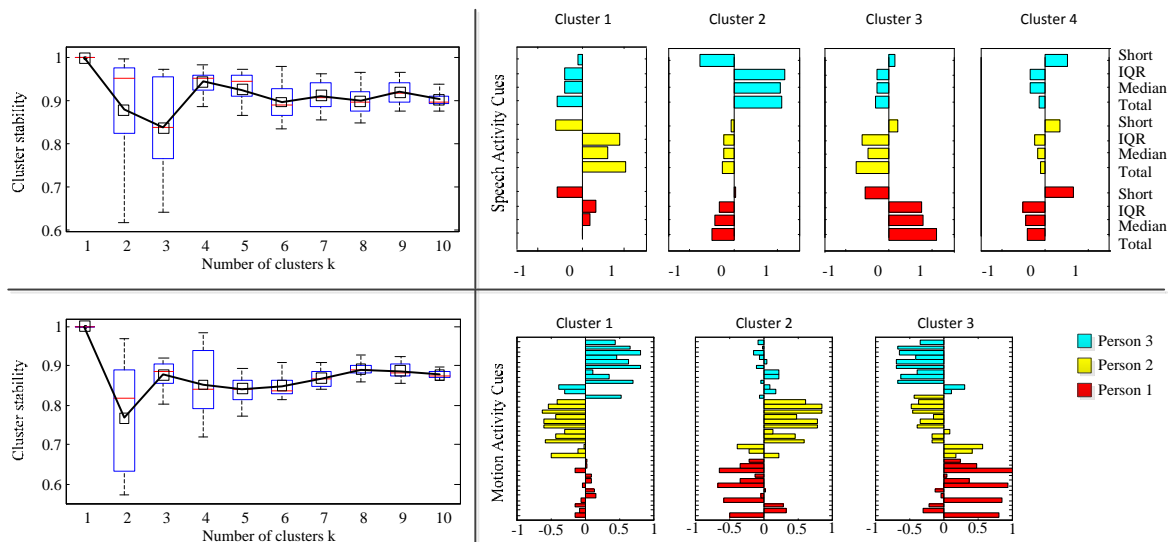 Cluster stability
1
0.9
0.8
0.7
0.6
1 2 3 4 5 6 7 8 9 10
Number of clusters k
Cluster 1 Cluster 2 Cluster 3 Cluster 4
Speech Activity Cues
Short
IQR
Median
Total
Short
IQR
Median
Total
Short
IQR
Median
Total
-1 0 1 -1 0 1 -1 0 1 -1 0 1
Cluster stability
1
0.9
0.8
0.7
0.6
1 2 3 4 5 6 7 8 9 10
Number of clusters k
Cluster 1 Cluster 2 Cluster 3
Motion Activity Cues
-1 -0.5 0 0.5 1 -1 -0.5 0 0.5 1 -1 -0.5 0 0.5 1
Person 3
Person 2
Person 1